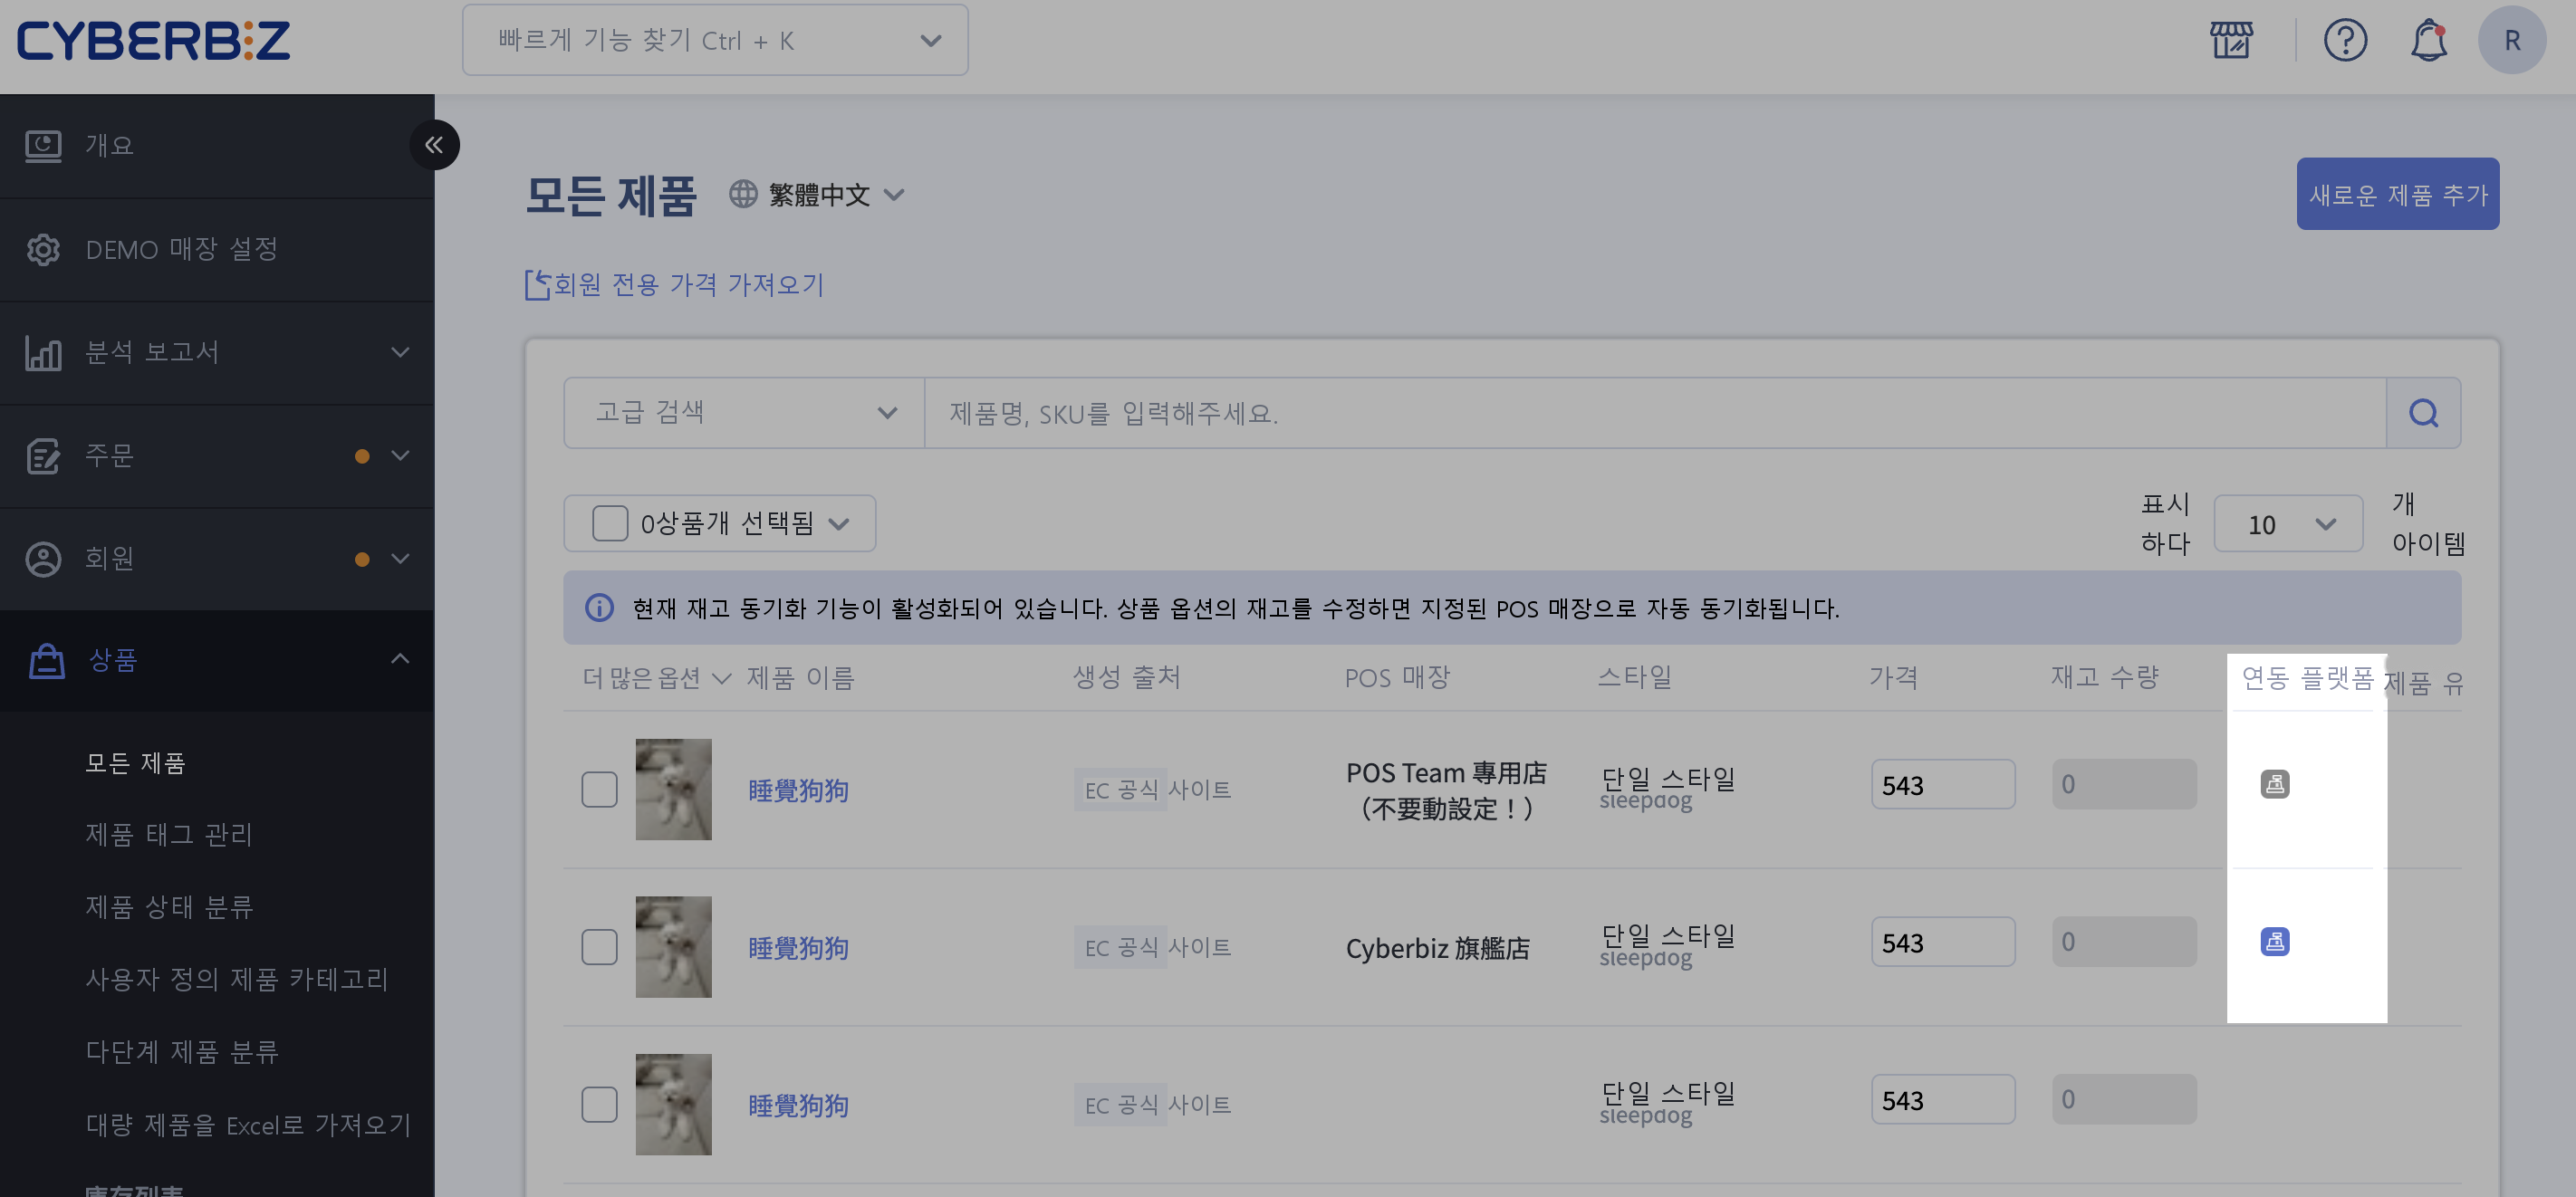 CYBERBIZ
빠르게 기능 찾기 Ctrl + K
R
개요
DEMO 매장 설정
분석 보고서
주문
회원
상품
모든 제품
제품 태그 관리
제품 상태 분류
사용자 정의 제품 카테고리
다단계 제품 분류
대량 제품을 Excel로 가져오기
庫存列表
모든 제품
繁體中文
새로운 제품 추가
회원 전용 가격 가져오기
고급 검색
제품명, SKU를 입력해주세요.
0상품개 선택됨
표시
하다
10
개
아이템
현재 재고 동기화 기능이 활성화되어 있습니다. 상품 옵션의 재고를 수정하면 지정된 POS 매장으로 자동 동기화됩니다.
더 많은 옵션 제품 이름 생성 출처 POS 매장 스타일 가격 재고 수량 연동 플랫폼 제품 유
睡覺狗狗
EC 공식 사이트
POS Team 專用店
（不要動設定！）
단일 스타일
sleepdog
543
0
睡覺狗狗
EC 공식 사이트
Cyberbiz 旗艦店
단일 스타일
sleepdog
543
0
睡覺狗狗
EC 공식 사이트
단일 스타일
sleepdog
543
0